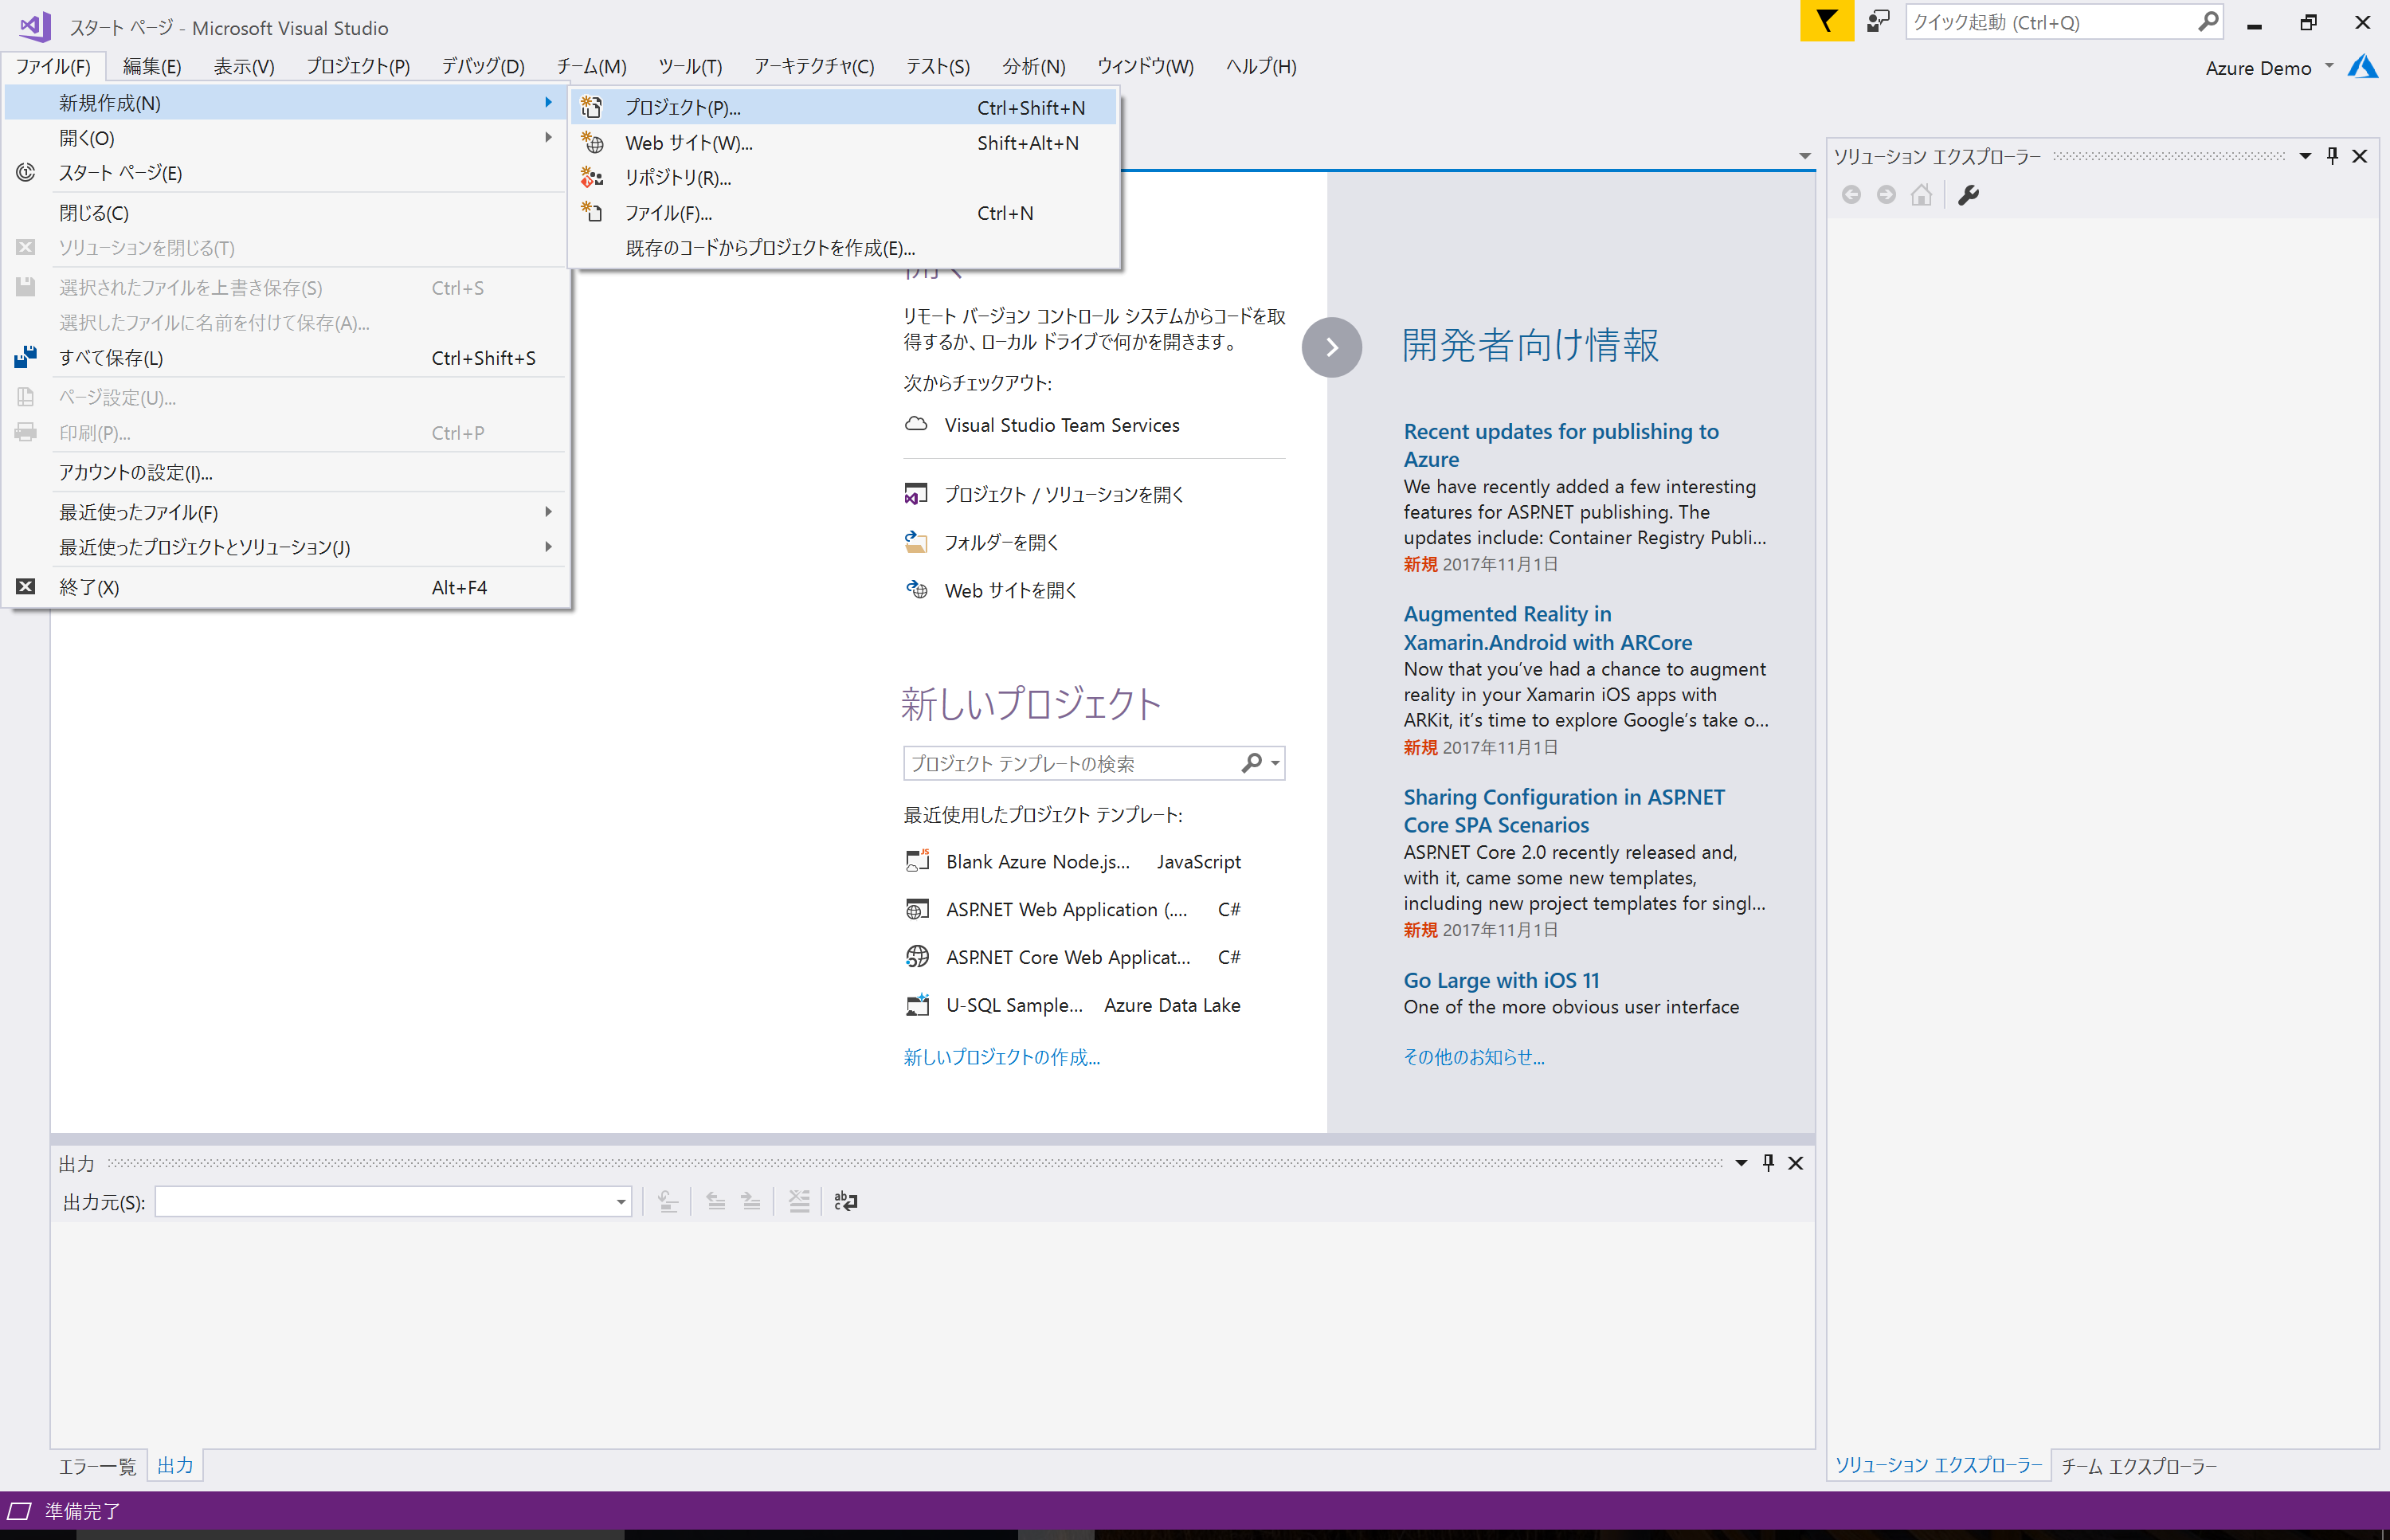 スタート ページ - Microsoft Visual Studio
クイック起動 (Ctrl+Q)
ファイル(F) 編集(E) 表示(V) プロジェクト(P) デバッグ(D) チーム(M) ツール(T) アーキテクチャ(C) テスト(S) 分析(N) ウィンドウ(W) ヘルプ(H)
Azure Demo
新規作成(N)
開く(O)
スタート ページ(E)
閉じる(C)
ソリューションを閉じる(T)
選択されたファイルを上書き保存(S) Ctrl+S
選択したファイルに名前を付けて保存(A)...
すべて保存(L) Ctrl+Shift+S
ページ設定(U)...
印刷(P)... Ctrl+P
アカウントの設定(I)...
最近使ったファイル(F)
最近使ったプロジェクトとソリューション(J)
終了(X) Alt+F4
プロジェクト(P)... Ctrl+Shift+N
Web サイト(W)... Shift+Alt+N
リポジトリ(R)...
ファイル(F)... Ctrl+N
既存のコードからプロジェクトを作成(E)...
リモート バージョン コントロール システムからコードを取
得するか、ローカル ドライブで何かを開きます。
次からチェックアウト:
Visual Studio Team Services
プロジェクト / ソリューションを開く
フォルダーを開く
Web サイトを開く
新しいプロジェクト
プロジェクト テンプレートの検索
最近使用したプロジェクト テンプレート:
Blank Azure Node.js... JavaScript
ASP.NET Web Application (.... C#
ASP.NET Core Web Applicat... C#
U-SQL Sample... Azure Data Lake
新しいプロジェクトの作成...
開発者向け情報
Recent updates for publishing to
Azure
We have recently added a few interesting
features for ASP.NET publishing. The
updates include: Container Registry Publi...
新規 2017年11月1日
Augmented Reality in
Xamarin.Android with ARCore
Now that you've had a chance to augment
reality in your Xamarin iOS apps with
ARKit, it's time to explore Google's take o...
新規 2017年11月1日
Sharing Configuration in ASP.NET
Core SPA Scenarios
ASP.NET Core 2.0 recently released and,
with it, came some new templates,
including new project templates for singl...
新規 2017年11月1日
Go Large with iOS 11
One of the more obvious user interface
その他のお知らせ...
ソリューション エクスプローラー
出力
出力元(S):
エラー一覧 出力
ソリューション エクスプローラー チーム エクスプローラー
準備完了